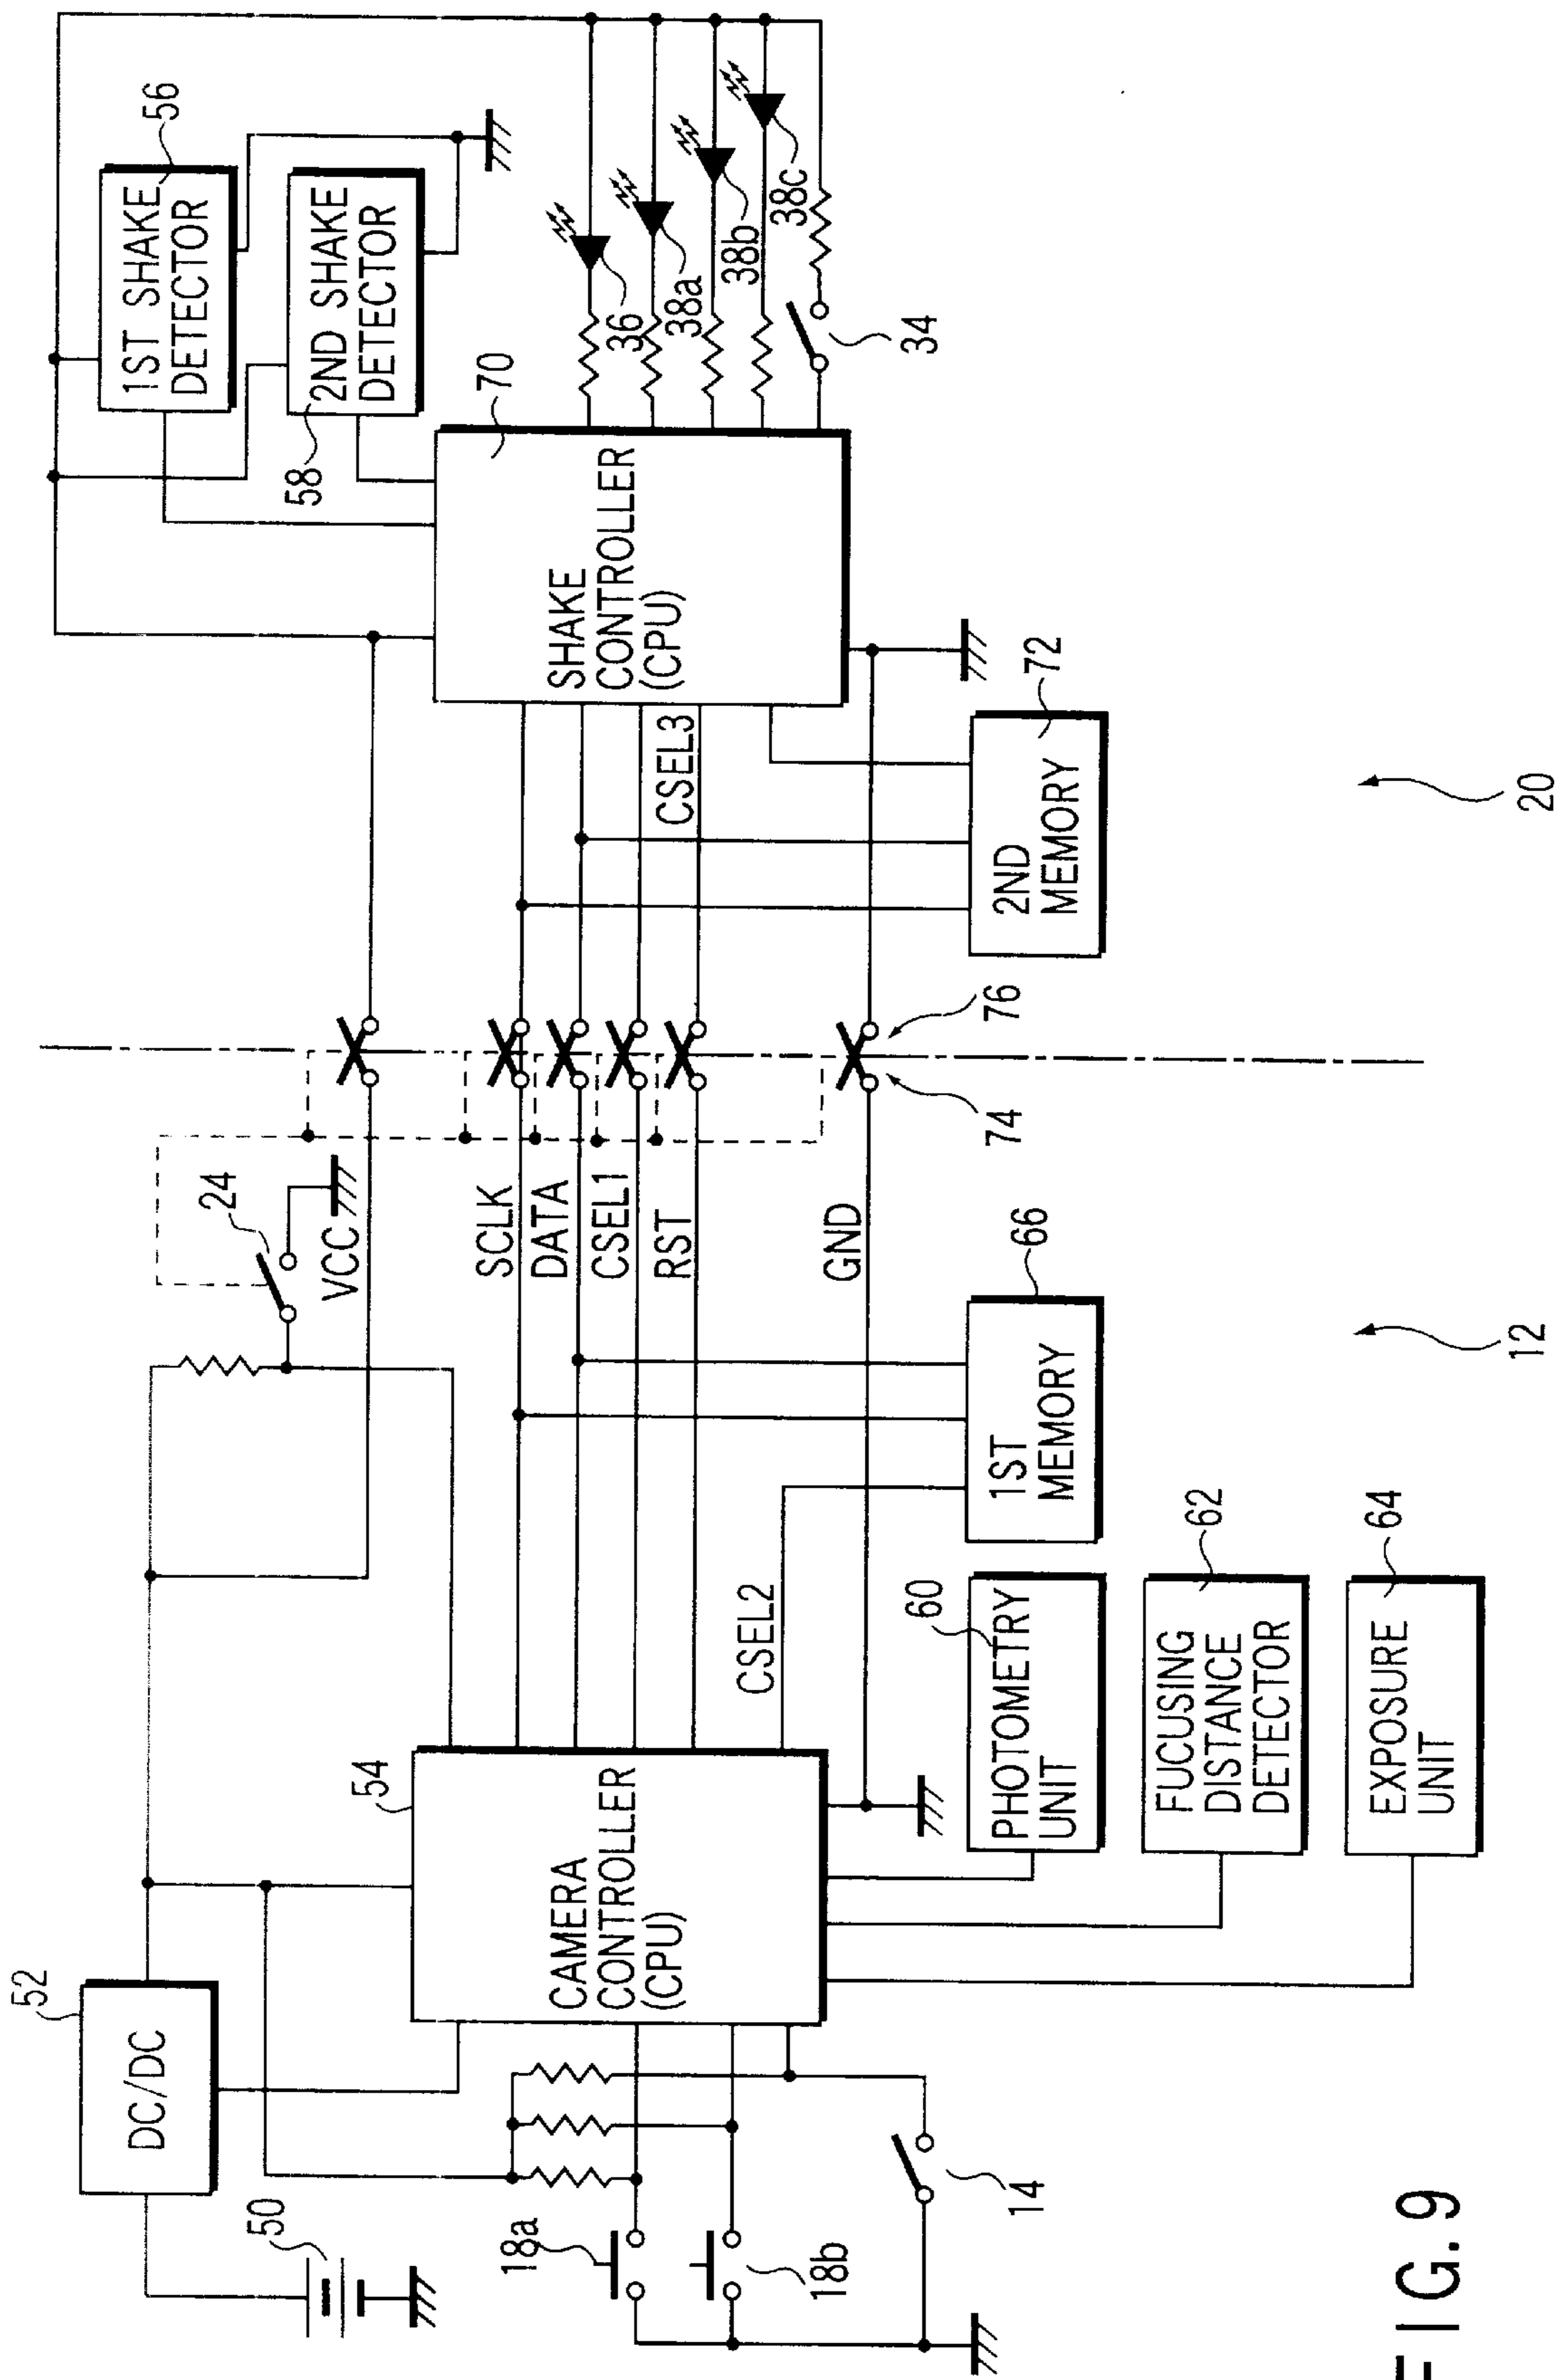 52
DC/DC
50
54
CAMERA
CONTROLLER
(CPU)
18a
18b
14
24
VCC
SCLK
DATA
CSEL1
RST
GND
CSEL2
66
1ST
MEMORY
60
PHOTOMETRY
UNIT
62
FUCUSING
DISTANCE
DETECTOR
64
EXPOSURE
UNIT
12
74
76
56
1ST SHAKE
DETECTOR
58
2ND SHAKE
DETECTOR
70
SHAKE
CONTROLLER
(CPU)
CSEL3
36
38a
38b
38c
34
72
2ND
MEMORY
20
FIG. 9